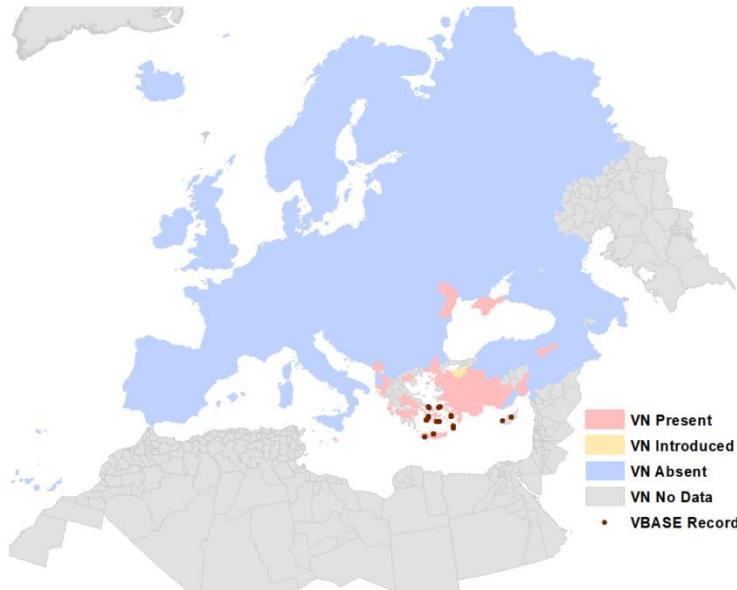 VN Present
VN Introduced
VN Absent
VN No Data
VBASE Record